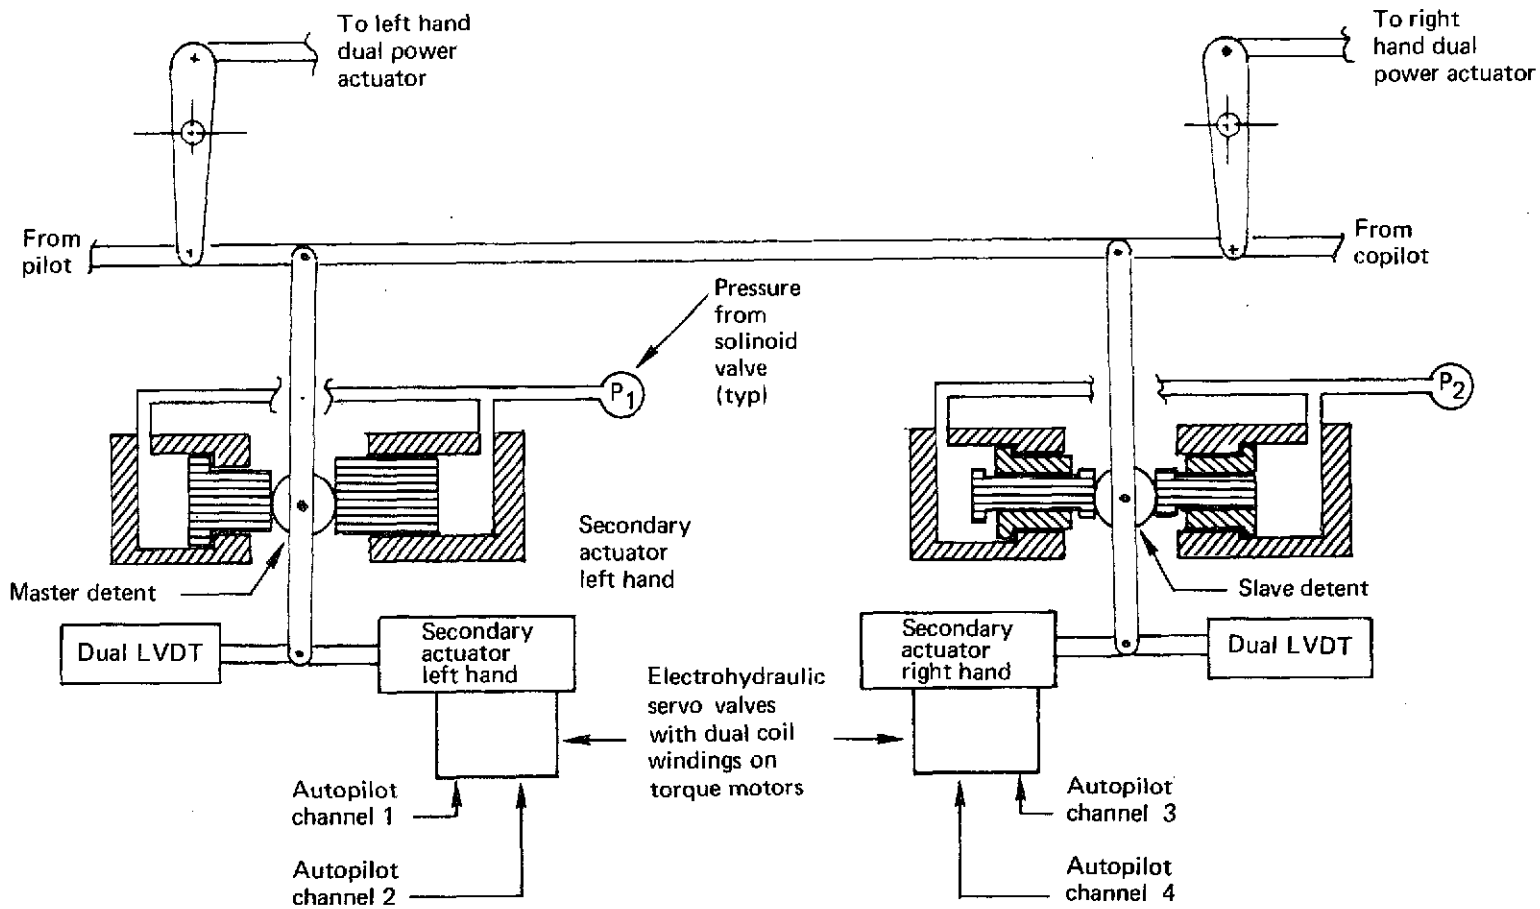 To left hand
dual power
actuator
To right
hand dual
power actuator
From
pilot
From
copilot
Pressure
from
solinoid
valve
(typ)
P1
P2
Secondary
actuator
left hand
Master detent
Slave detent
Dual LVDT
Secondary
actuator
left hand
Secondary
actuator
right hand
Dual LVDT
Electrohydraulic
servo valves
with dual coil
windings on
torque motors
Autopilot
channel 1
Autopilot
channel 2
Autopilot
channel 3
Autopilot
channel 4